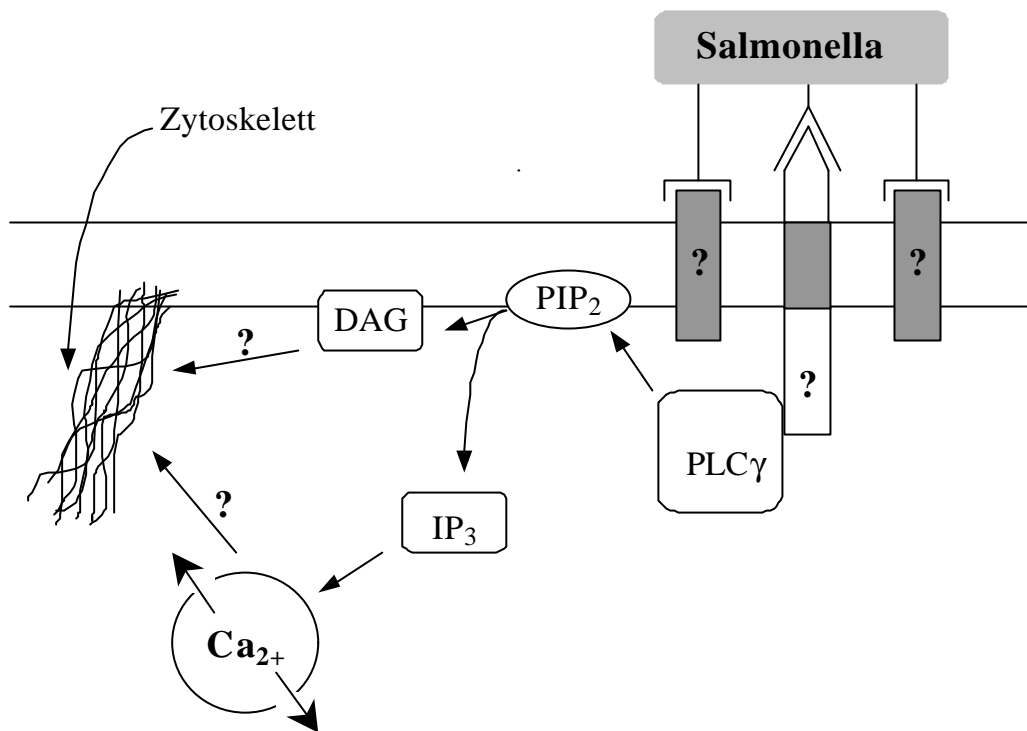 Salmonella
Zytoskelett
? ? ?
DAG
PIP₂
?
PLCγ
?
IP₃
Ca₂₊